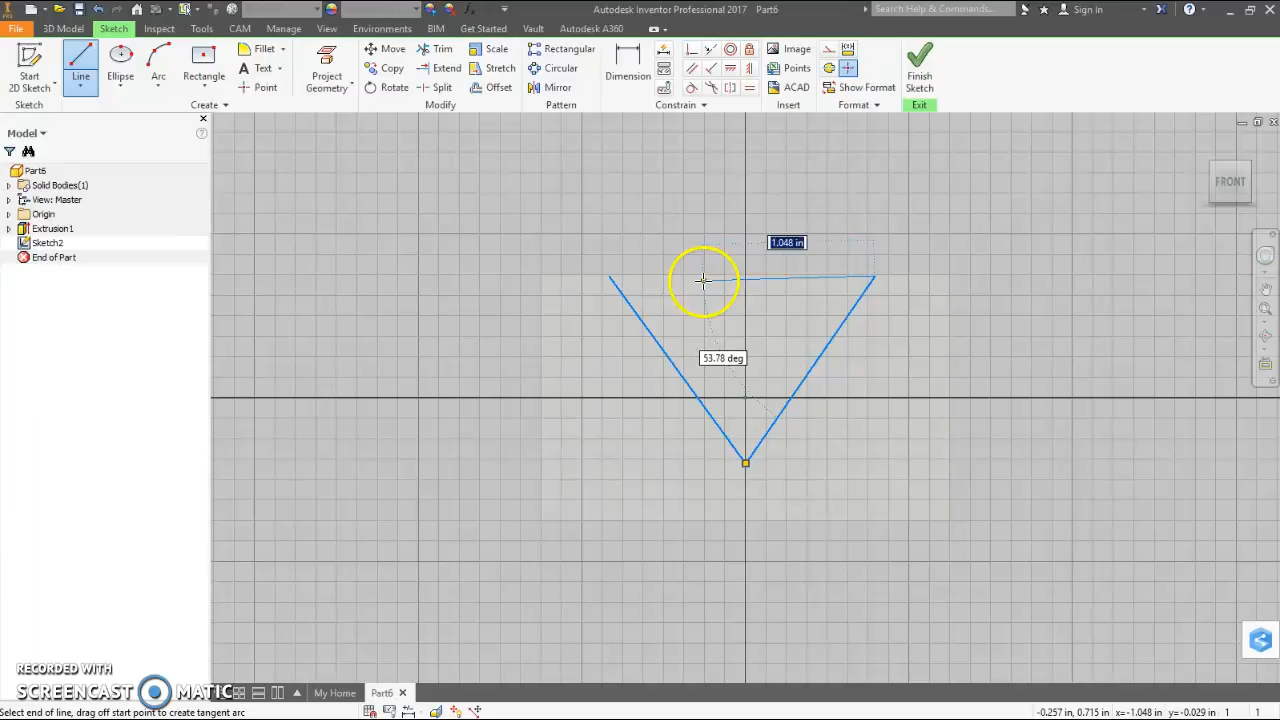 Autodesk Inventor Professional 2017 Part6
Search Help & Commands...
Sign In
File 3D Model Sketch Inspect Tools CAM Manage View Environments BIM Get Started Vault Autodesk A360
Start
2D Sketch
Line
Ellipse
Arc
Rectangle
Fillet
Text
Point
Project
Geometry
Move Trim Scale
Copy Extend Stretch
Rotate Split Offset
Rectangular
Circular
Mirror
Dimension
Image
Points
ACAD
Show Format
Finish
Sketch
Sketch Create Modify Pattern Constrain Insert Format Exit
Model
Part6
Solid Bodies(1)
View: Master
Origin
Extrusion1
Sketch2
End of Part
FRONT
1.048 in
53.78 deg
RECORDED WITH
SCREENCAST MATIC
My Home Part6
Select end of line, drag off start point to create tangent arc
-0.257 in, 0.715 in x=-1.048 in y=-0.029 in 1 1